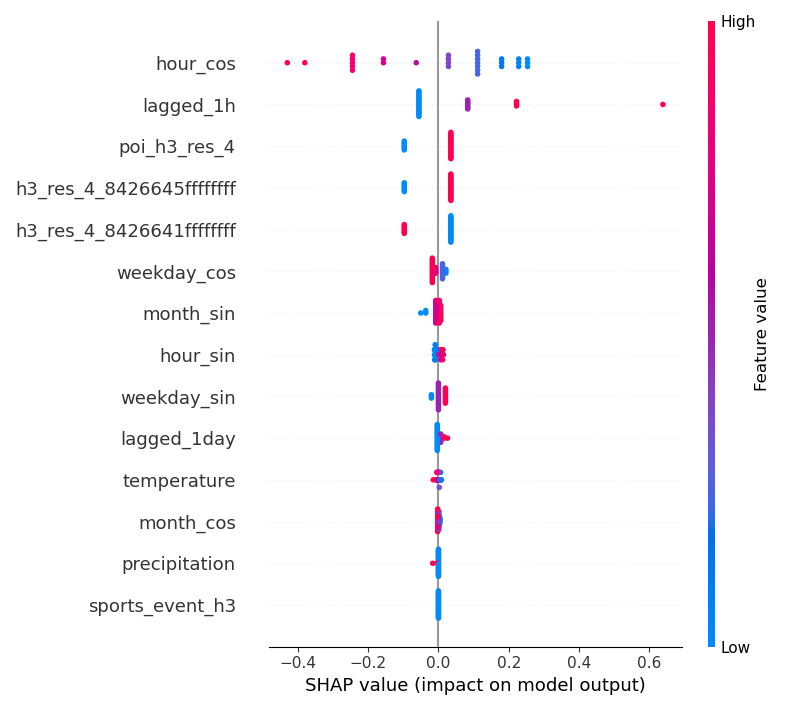 High
hour_cos
lagged_1h
poi_h3_res_4
h3_res_4_8426645ffffffff
h3_res_4_8426641ffffffff
weekday_cos
month_sin
hour_sin
weekday_sin
lagged_1day
temperature
month_cos
precipitation
sports_event_h3
Feature value
Low
−0.4 −0.2 0.0 0.2 0.4 0.6
SHAP value (impact on model output)